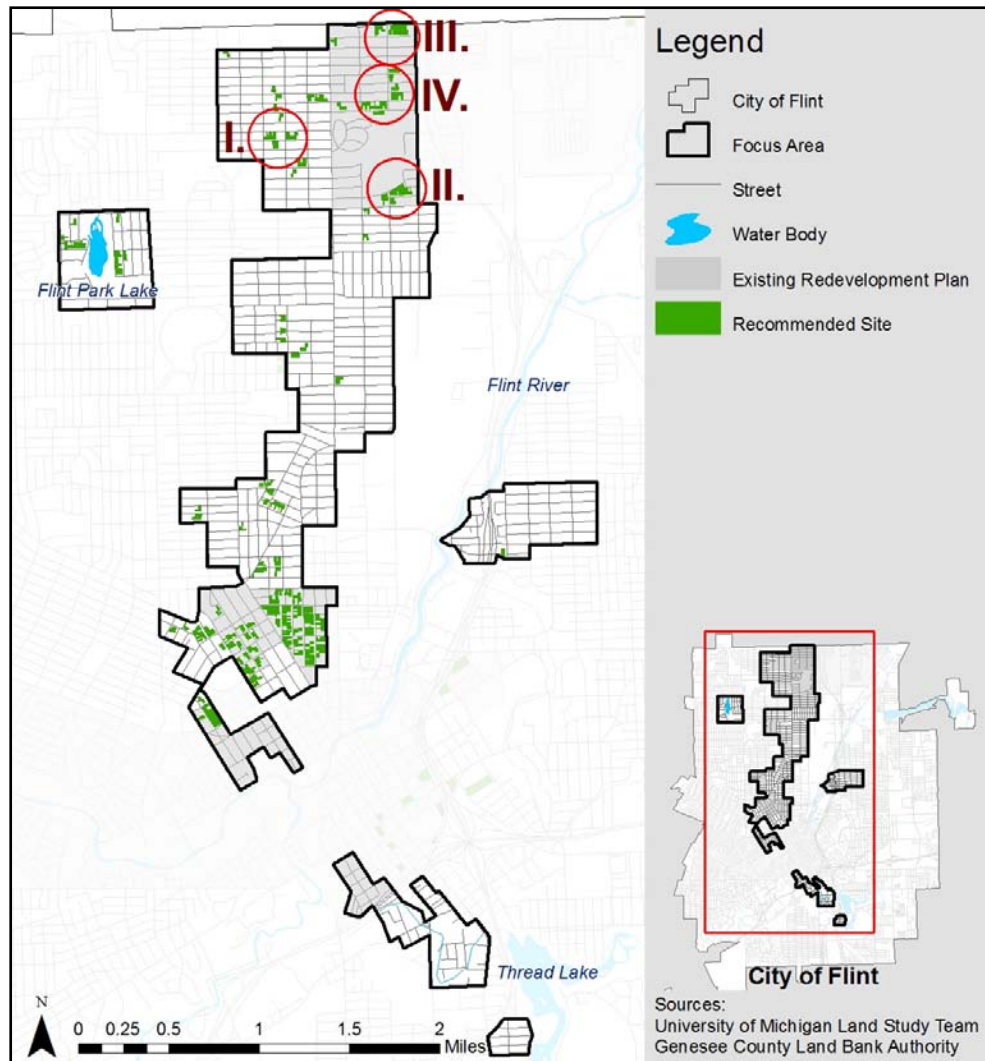 III.
IV.
I.
II.
Flint Park Lake
Flint River
Thread Lake
N
0 0.25 0.5 1 1.5 2
Miles
Legend
City of Flint
Focus Area
Street
Water Body
Existing Redevelopment Plan
Recommended Site
City of Flint
Sources:
University of Michigan Land Study Team
Genesee County Land Bank Authority